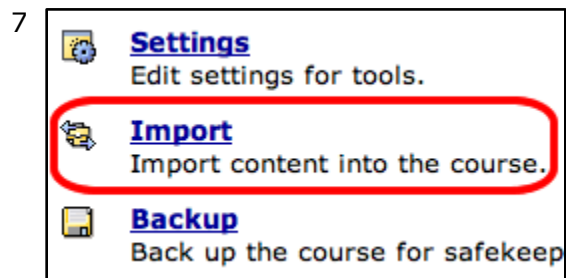 7
Settings
Edit settings for tools.
Import
Import content into the course.
Backup
Back up the course for safekeep